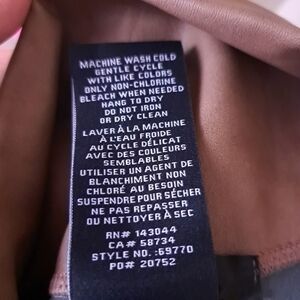 MACHINE WASH COLD
GENTLE CYCLE
WITH LIKE COLORS
ONLY NON-CHLORINE
BLEACH WHEN NEEDED
HANG TO DRY
DO NOT IRON
OR DRY CLEAN
LAVER À LA MACHINE
À L'EAU FROIDE
AU CYCLE DÉLICAT
AVEC DES COULEURS
SEMBLABLES
UTILISER UN AGENT DE
BLANCHIMENT NON
CHLORÉ AU BESOIN
SUSPENDRE POUR SÉCHER
NE PAS REPASSER
OU NETTOYER À SEC
RN# 143044
CA# 58734
STYLE NO. :69770
PO# 20752